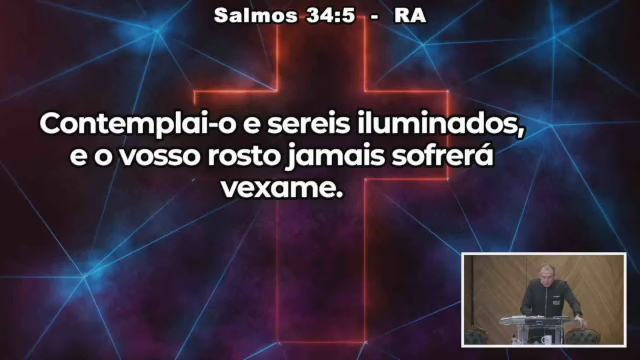 Salmos 34:5 - RA
Contemplai-o e sereis iluminados,
e o vosso rosto jamais sofrerá
vexame.